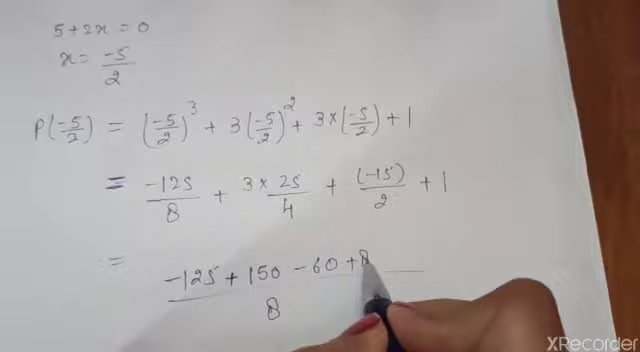 5 + 2x = 0
x = -5/2
P(-5/2) = (-5/2)^3 + 3(-5/2)^2 + 3×(-5/2) + 1
= -125/8 + 3×25/4 + (-15)/2 + 1
= (-125 + 150 - 60 + 8)/8
XRecorder